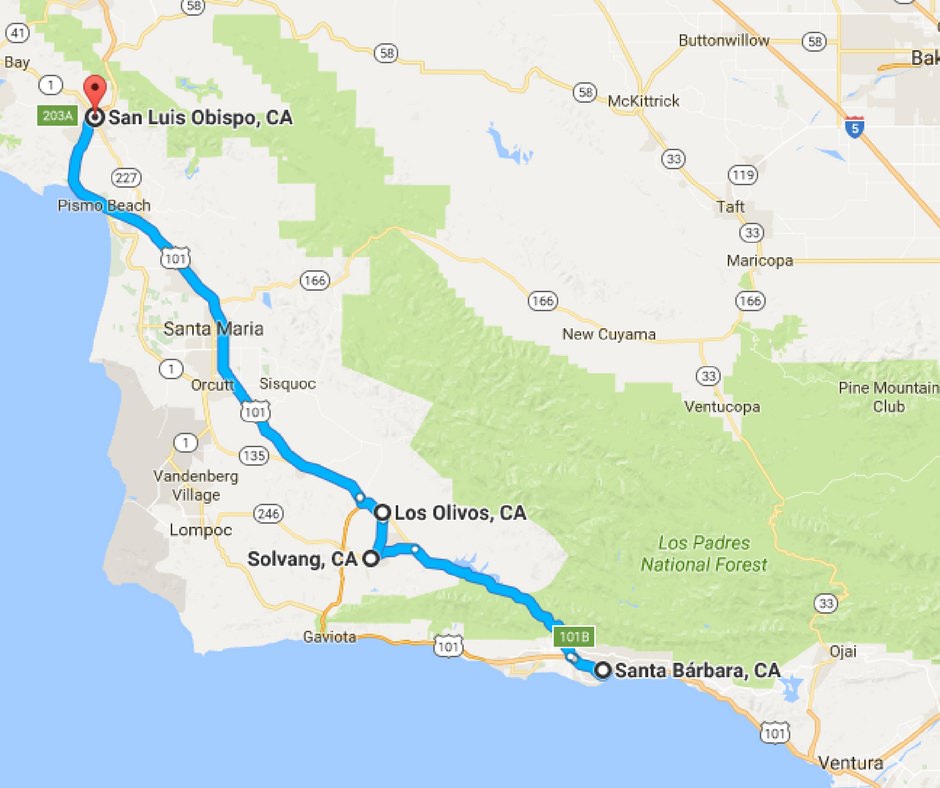 58
41
58
Buttonwillow
58
Bak
Bay
1
58
McKittrick
203A
San Luis Obispo, CA
5
33
227
119
Pismo Beach
Taft
33
101
Maricopa
166
166
166
Santa Maria
New Cuyama
1
33
Orcutt
Sisquoc
Pine Mountain
Club
101
Ventucopa
1
135
Vandenberg
Village
246
Los Olivos, CA
Lompoc
Los Padres
National Forest
Solvang, CA
33
Gaviota
101B
101
Ojai
Santa Bárbara, CA
101
Ventura